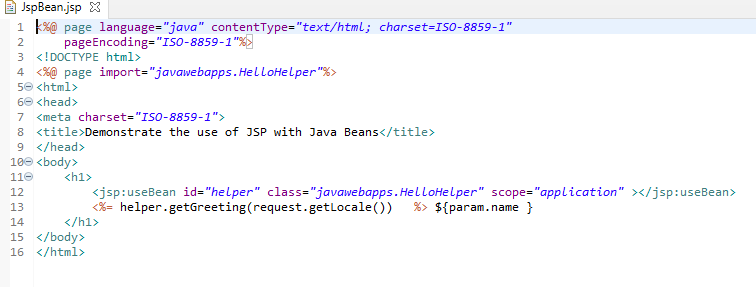 JspBean.jsp
1 <%@ page language="java" contentType="text/html; charset=ISO-8859-1"
2     pageEncoding="ISO-8859-1"%>
3 <!DOCTYPE html>
4 <%@ page import="javawebapps.HelloHelper"%>
5 <html>
6 <head>
7 <meta charset="ISO-8859-1">
8 <title>Demonstrate the use of JSP with Java Beans</title>
9 </head>
10 <body>
11     <h1>
12         <jsp:useBean id="helper" class="javawebapps.HelloHelper" scope="application" ></jsp:useBean>
13         <%= helper.getGreeting(request.getLocale())   %> ${param.name }
14     </h1>
15 </body>
16 </html>